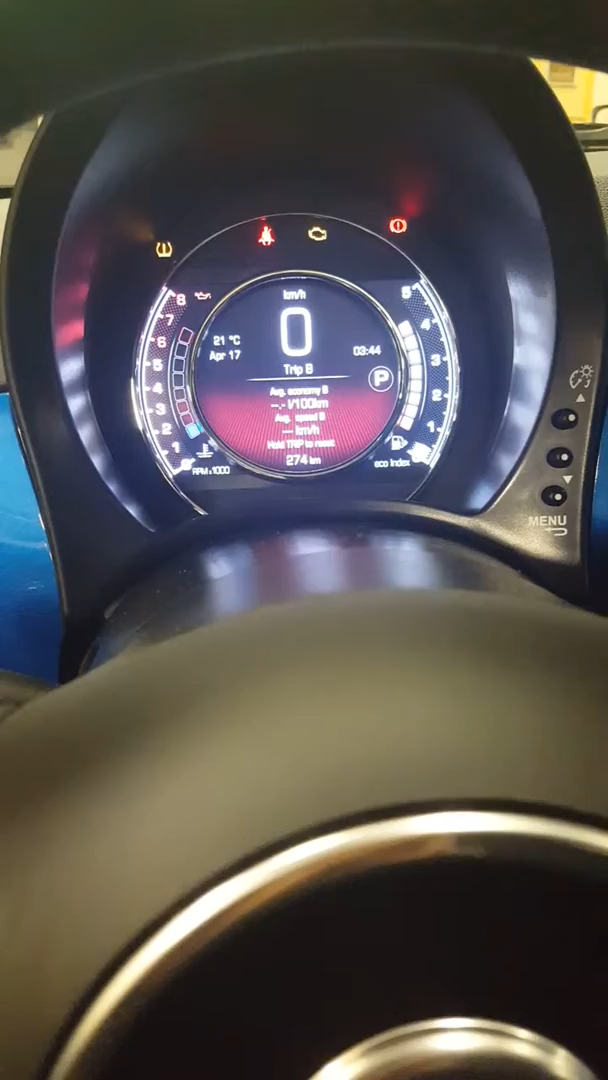 km/h
0
21 °C
Apr 17
03:44
Trip B
P
Avg. economy B
--.- l/100km
Avg. speed B
-- km/h
Hold TRIP to reset
274 km
8
7
6
5
4
3
2
1
0
RPM x1000
5
4
3
2
1
eco Index
MENU